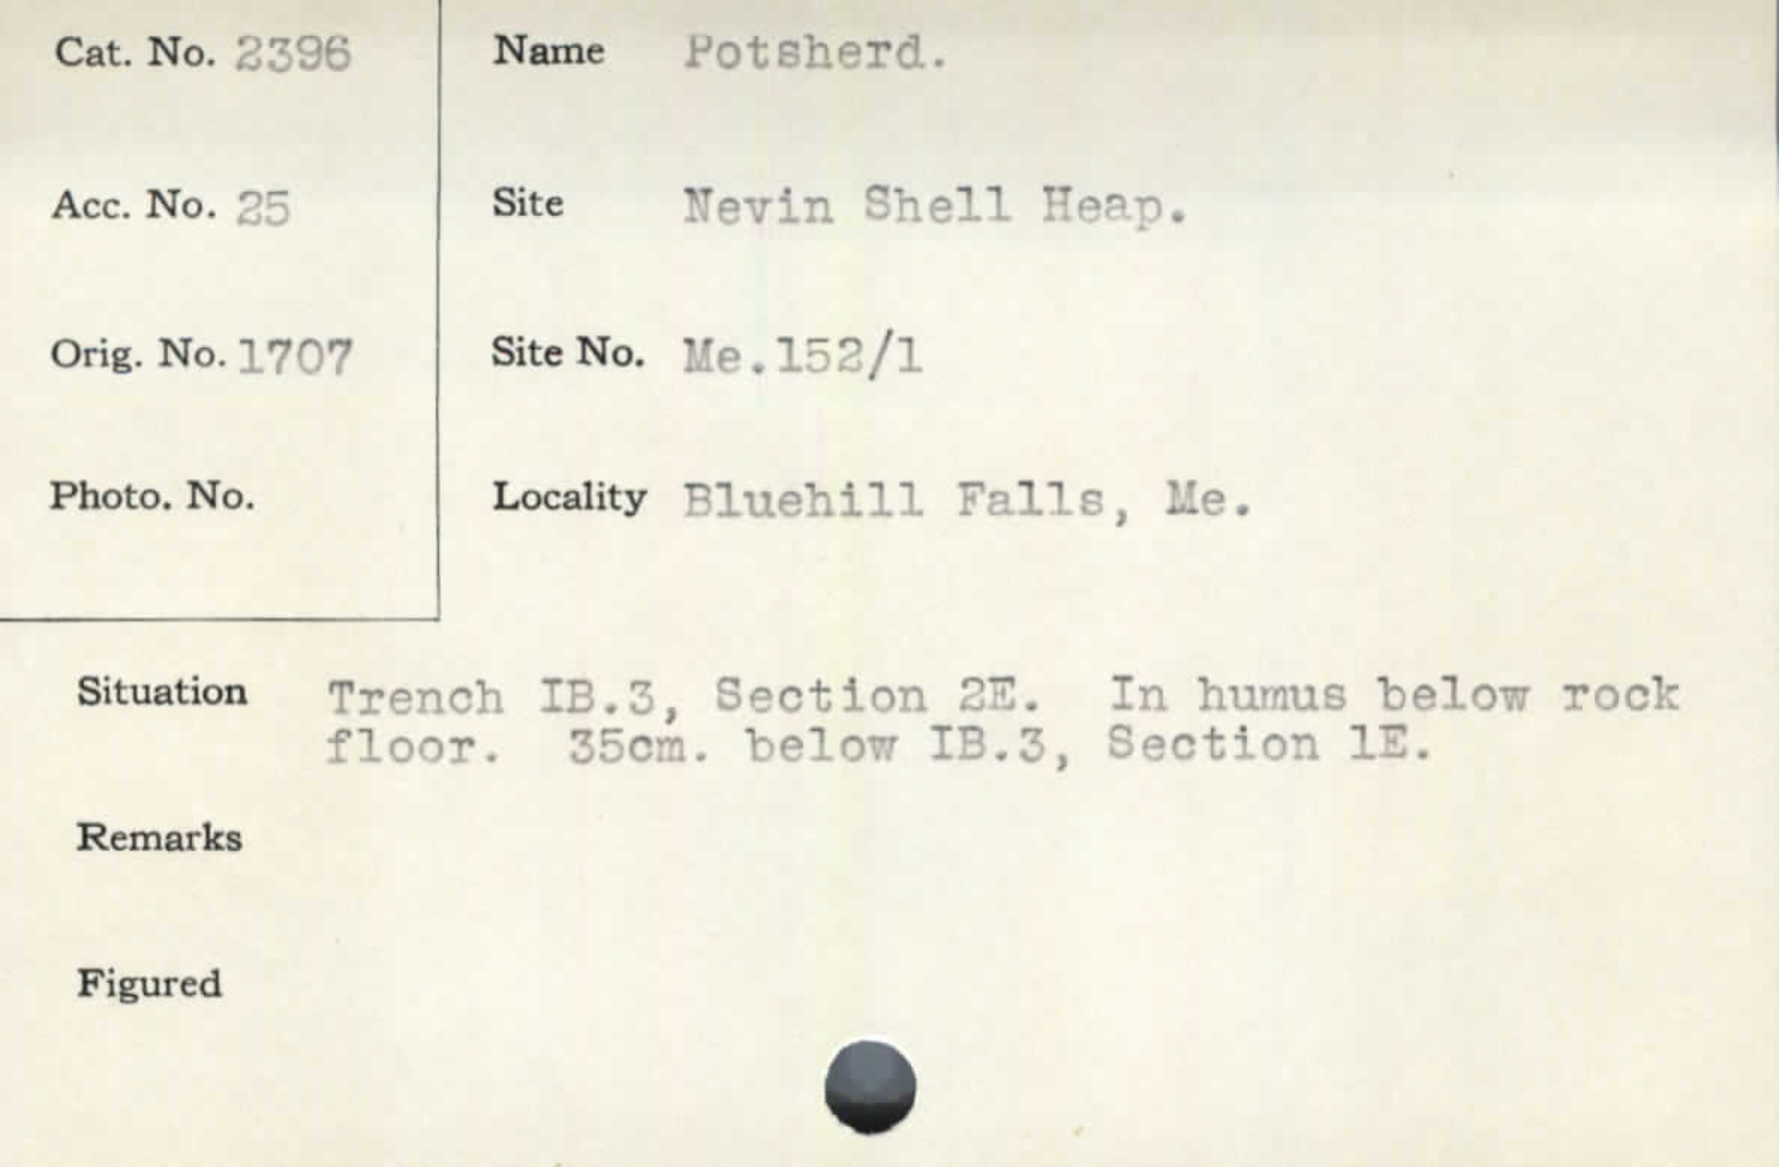 Cat. No. 2396
Acc. No. 25
Orig. No. 1707
Photo. No.
Name Potsherd.
Site Nevin Shell Heap.
Site No. Me.152/1
Locality Bluehill Falls, Me.
Situation Trench IB.3, Section 2E. In humus below rock
floor. 35cm. below IB.3, Section 1E.
Remarks
Figured